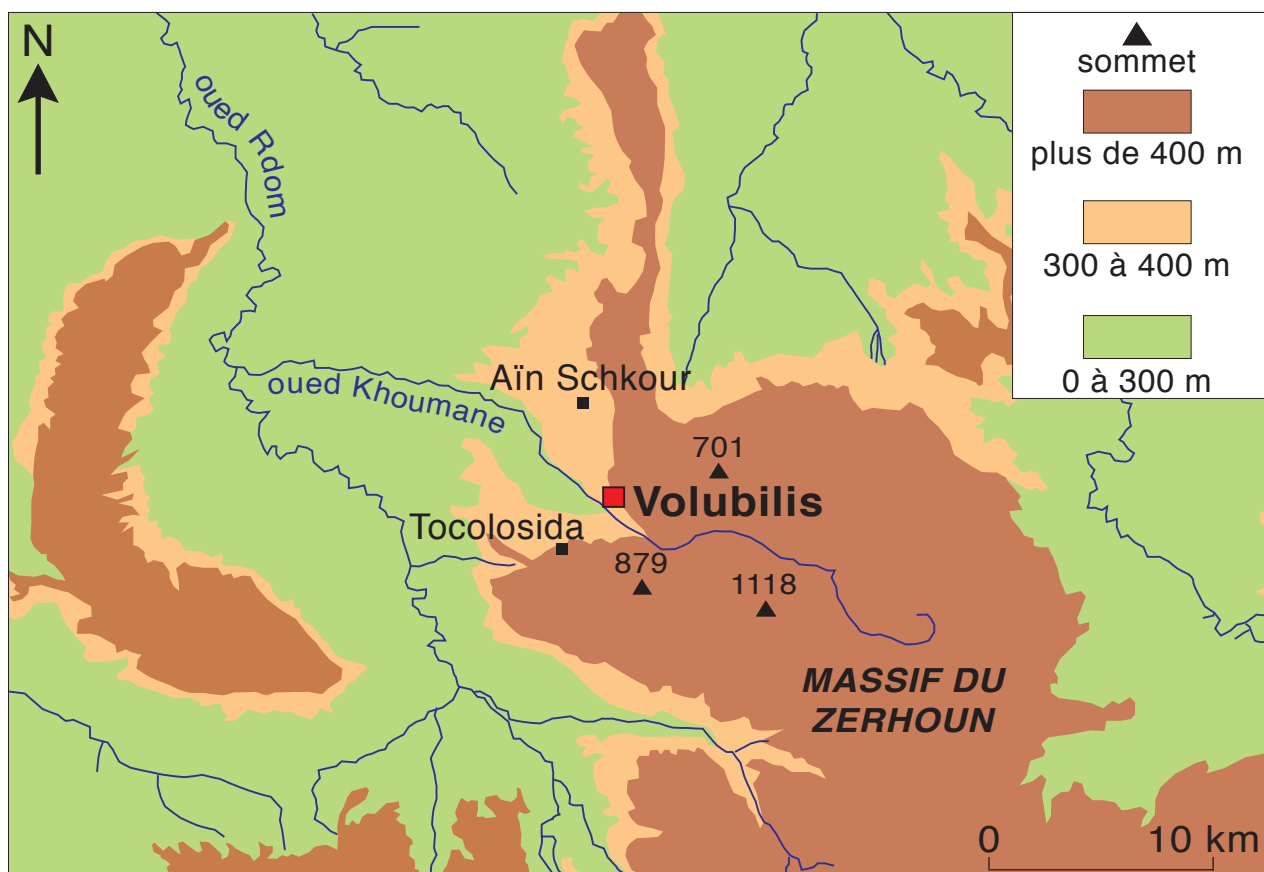 N
sommet
plus de 400 m
300 à 400 m
0 à 300 m
oued Rdom
oued Khoumane
Aïn Schkour
701
Volubilis
Tocolosida
879
1118
MASSIF DU
ZERHOUN
0 10 km